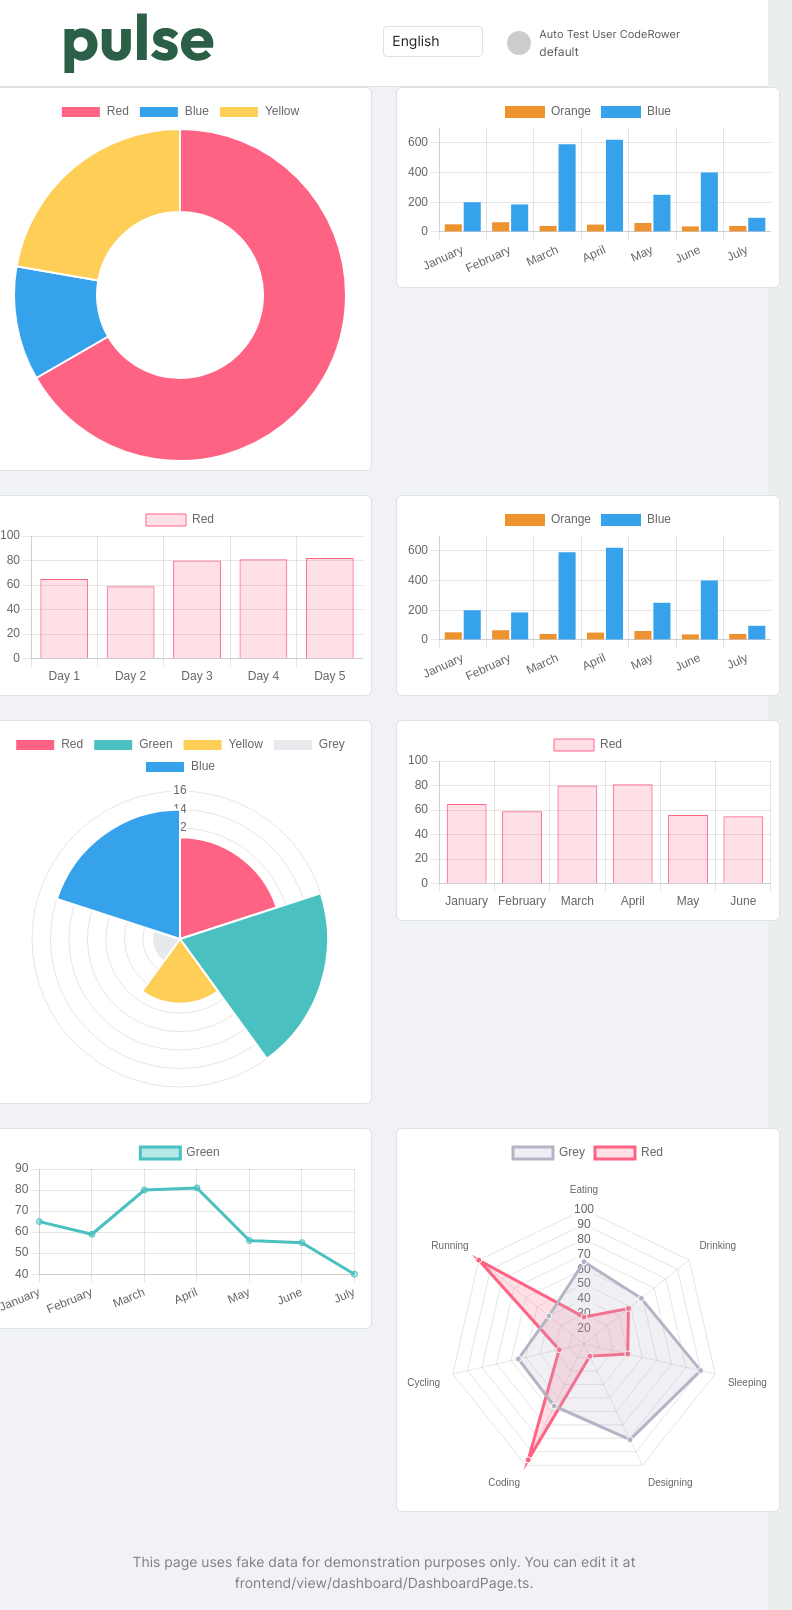 pulse
English
Auto Test User CodeRower
default
Red Blue Yellow
Orange Blue
600
400
200
0
January February March April May June July
Red
100
80
60
40
20
0
Day 1 Day 2 Day 3 Day 4 Day 5
Orange Blue
600
400
200
0
January February March April May June July
Red Green Yellow Grey
Blue
16
14
Red
100
80
60
40
20
0
January February March April May June
Green
90
80
70
60
50
40
January February March April May June July
Grey Red
Eating
100
90
80
70
60
50
40
30
20
Running
Drinking
Cycling
Sleeping
Coding
Designing
This page uses fake data for demonstration purposes only. You can edit it at
frontend/view/dashboard/DashboardPage.ts.